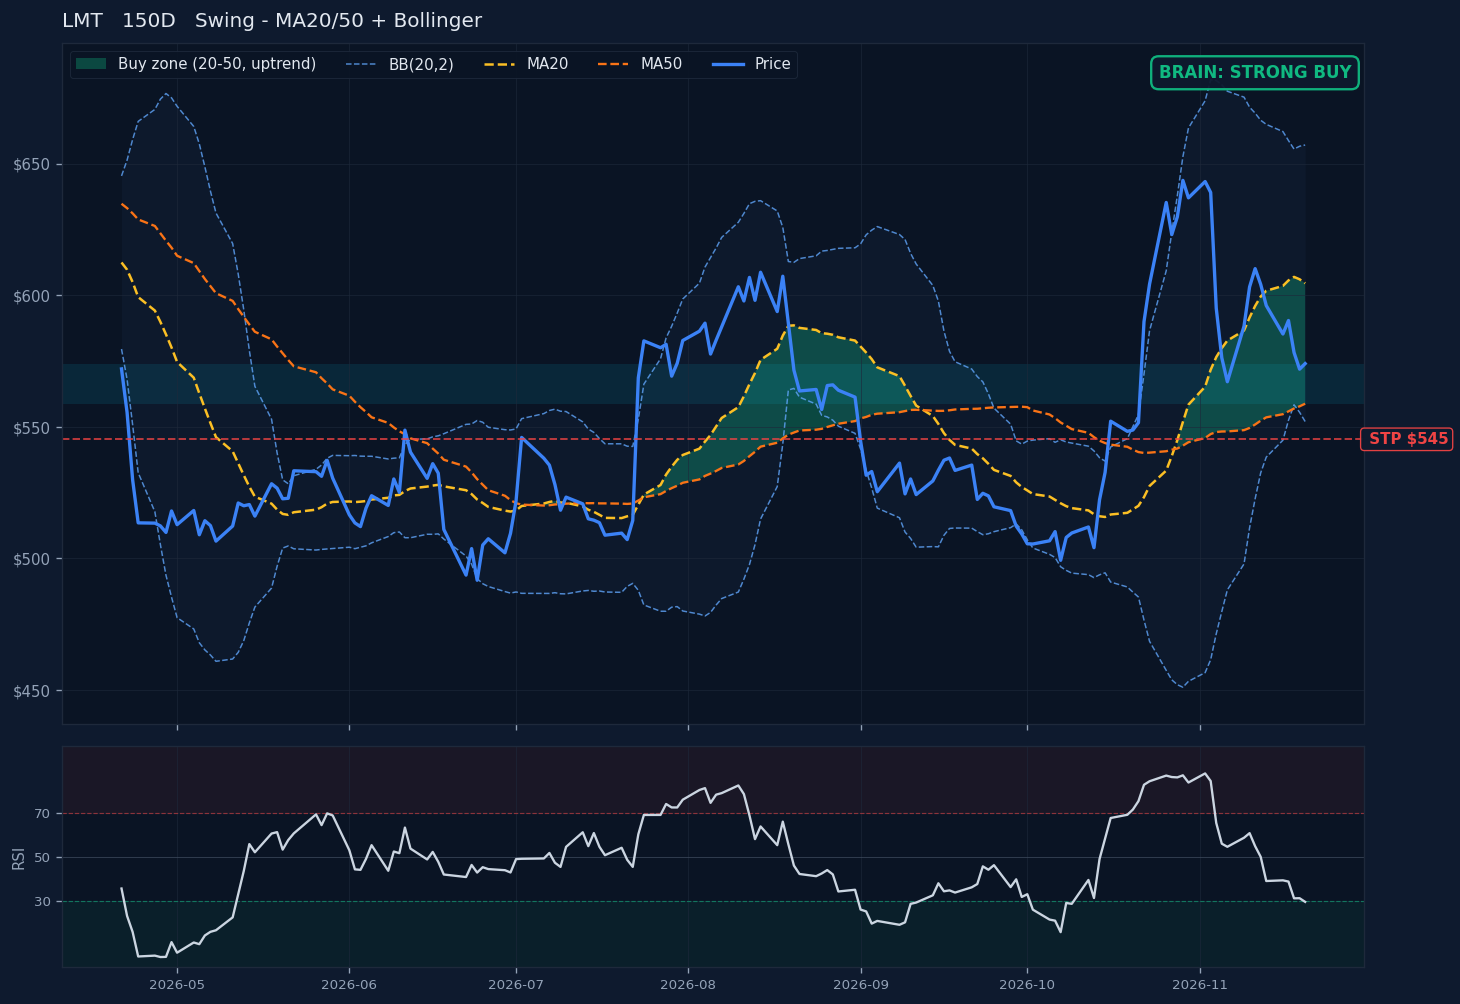 LMT   150D   Swing - MA20/50 + Bollinger
Buy zone (20-50, uptrend)   BB(20,2)   MA20   MA50   Price
BRAIN: STRONG BUY
$650
$600
$550
STP $545
$500
$450
RSI
70
50
30
2026-05   2026-06   2026-07   2026-08   2026-09   2026-10   2026-11